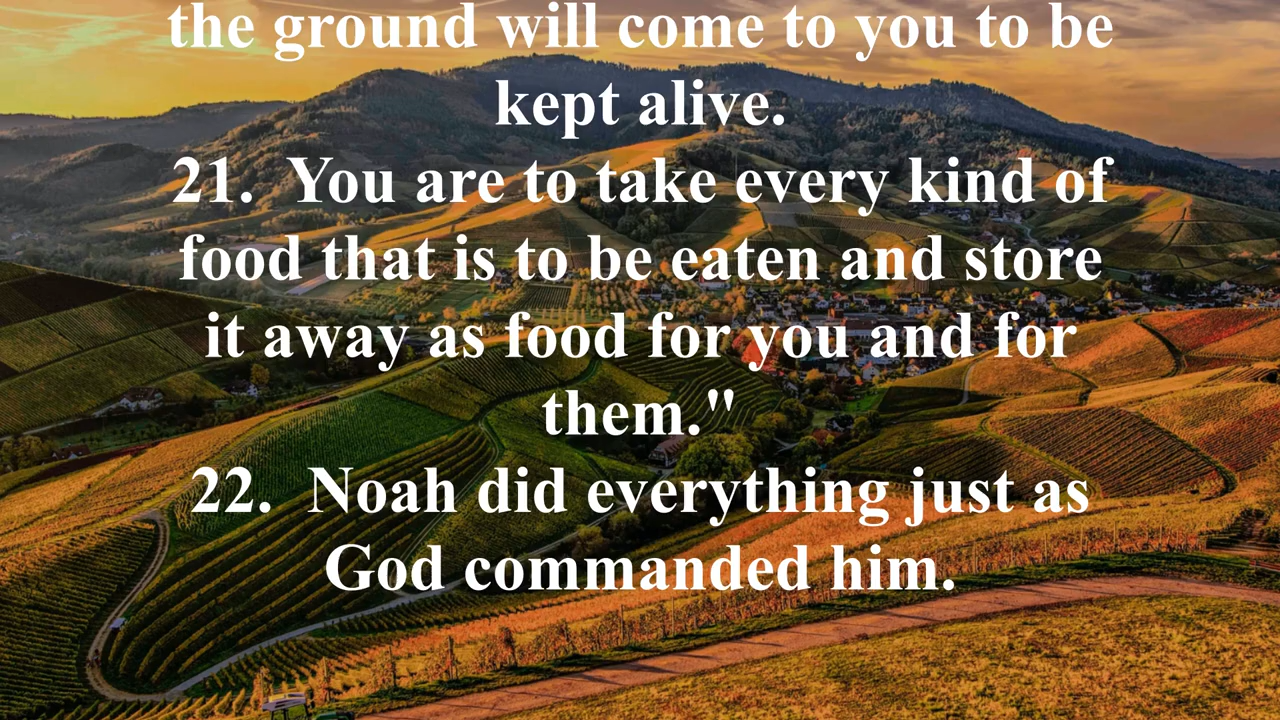 the ground will come to you to be
kept alive.
21.  You are to take every kind of
food that is to be eaten and store
it away as food for you and for
them."
22.  Noah did everything just as
God commanded him.